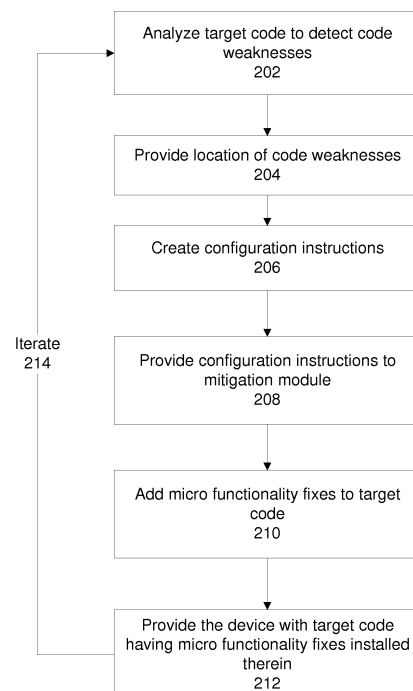 Analyze target code to detect code
weaknesses
202
Provide location of code weaknesses
204
Create configuration instructions
206
Iterate
214
Provide configuration instructions to
mitigation module
208
Add micro functionality fixes to target
code
210
Provide the device with target code
having micro functionality fixes installed
therein
212